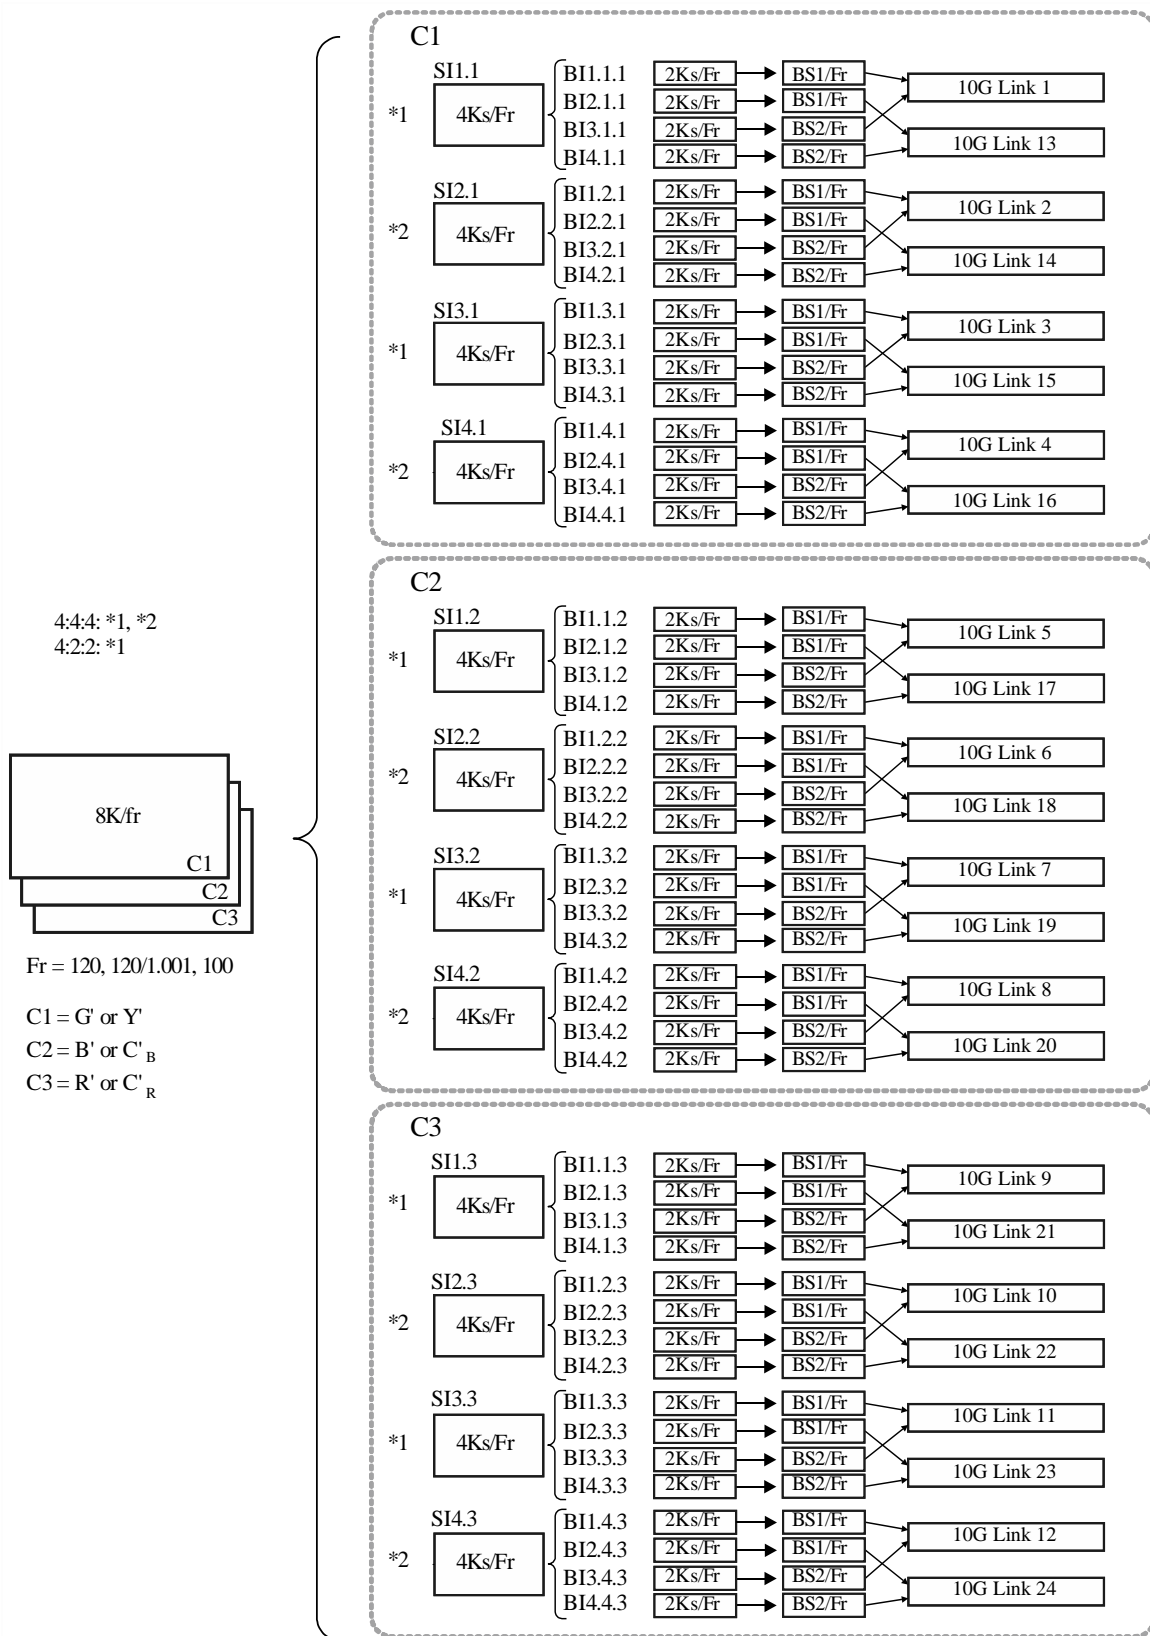 4:4:4: *1, *2
4:2:2: *1
8K/fr
C1
C2
C3
Fr = 120, 120/1.001, 100
C1 = G' or Y'
C2 = B' or C'B
C3 = R' or C'R
C1
SI1.1
*1
4Ks/Fr
BI1.1.1 2Ks/Fr BS1/Fr
BI2.1.1 2Ks/Fr BS1/Fr
BI3.1.1 2Ks/Fr BS2/Fr
BI4.1.1 2Ks/Fr BS2/Fr
10G Link 1
10G Link 13
SI2.1
*2
4Ks/Fr
BI1.2.1 2Ks/Fr BS1/Fr
BI2.2.1 2Ks/Fr BS1/Fr
BI3.2.1 2Ks/Fr BS2/Fr
BI4.2.1 2Ks/Fr BS2/Fr
10G Link 2
10G Link 14
SI3.1
*1
4Ks/Fr
BI1.3.1 2Ks/Fr BS1/Fr
BI2.3.1 2Ks/Fr BS1/Fr
BI3.3.1 2Ks/Fr BS2/Fr
BI4.3.1 2Ks/Fr BS2/Fr
10G Link 3
10G Link 15
SI4.1
*2
4Ks/Fr
BI1.4.1 2Ks/Fr BS1/Fr
BI2.4.1 2Ks/Fr BS1/Fr
BI3.4.1 2Ks/Fr BS2/Fr
BI4.4.1 2Ks/Fr BS2/Fr
10G Link 4
10G Link 16
C2
SI1.2
*1
4Ks/Fr
BI1.1.2 2Ks/Fr BS1/Fr
BI2.1.2 2Ks/Fr BS1/Fr
BI3.1.2 2Ks/Fr BS2/Fr
BI4.1.2 2Ks/Fr BS2/Fr
10G Link 5
10G Link 17
SI2.2
*2
4Ks/Fr
BI1.2.2 2Ks/Fr BS1/Fr
BI2.2.2 2Ks/Fr BS1/Fr
BI3.2.2 2Ks/Fr BS2/Fr
BI4.2.2 2Ks/Fr BS2/Fr
10G Link 6
10G Link 18
SI3.2
*1
4Ks/Fr
BI1.3.2 2Ks/Fr BS1/Fr
BI2.3.2 2Ks/Fr BS1/Fr
BI3.3.2 2Ks/Fr BS2/Fr
BI4.3.2 2Ks/Fr BS2/Fr
10G Link 7
10G Link 19
SI4.2
*2
4Ks/Fr
BI1.4.2 2Ks/Fr BS1/Fr
BI2.4.2 2Ks/Fr BS1/Fr
BI3.4.2 2Ks/Fr BS2/Fr
BI4.4.2 2Ks/Fr BS2/Fr
10G Link 8
10G Link 20
C3
SI1.3
*1
4Ks/Fr
BI1.1.3 2Ks/Fr BS1/Fr
BI2.1.3 2Ks/Fr BS1/Fr
BI3.1.3 2Ks/Fr BS2/Fr
BI4.1.3 2Ks/Fr BS2/Fr
10G Link 9
10G Link 21
SI2.3
*2
4Ks/Fr
BI1.2.3 2Ks/Fr BS1/Fr
BI2.2.3 2Ks/Fr BS1/Fr
BI3.2.3 2Ks/Fr BS2/Fr
BI4.2.3 2Ks/Fr BS2/Fr
10G Link 10
10G Link 22
SI3.3
*1
4Ks/Fr
BI1.3.3 2Ks/Fr BS1/Fr
BI2.3.3 2Ks/Fr BS1/Fr
BI3.3.3 2Ks/Fr BS2/Fr
BI4.3.3 2Ks/Fr BS2/Fr
10G Link 11
10G Link 23
SI4.3
*2
4Ks/Fr
BI1.4.3 2Ks/Fr BS1/Fr
BI2.4.3 2Ks/Fr BS1/Fr
BI3.4.3 2Ks/Fr BS2/Fr
BI4.4.3 2Ks/Fr BS2/Fr
10G Link 12
10G Link 24